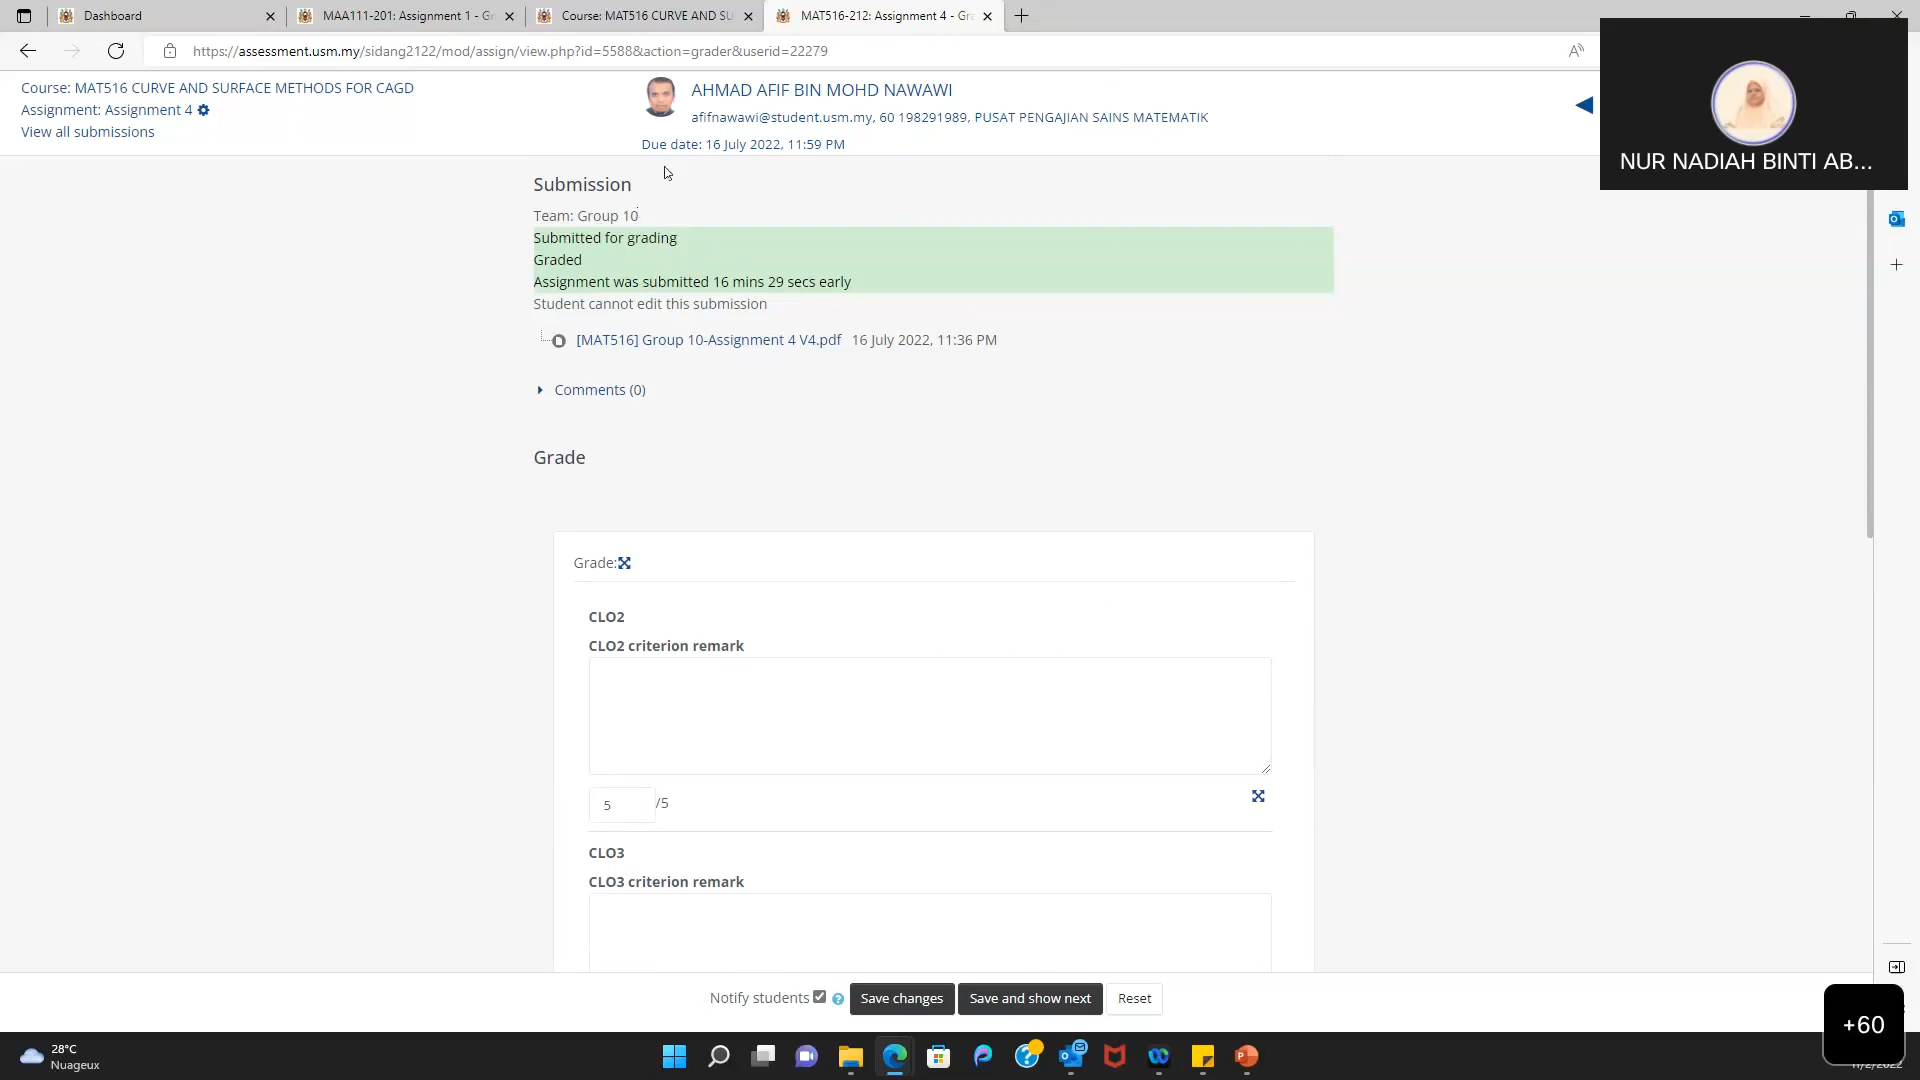 Dashboard
MAA111-201: Assignment 1 - Gr
Course: MAT516 CURVE AND SU
MAT516-212: Assignment 4 - Gra
https://assessment.usm.my/sidang2122/mod/assign/view.php?id=5588&action=grader&userid=22279
Course: MAT516 CURVE AND SURFACE METHODS FOR CAGD
Assignment: Assignment 4
View all submissions
AHMAD AFIF BIN MOHD NAWAWI
afifnawawi@student.usm.my, 60 198291989, PUSAT PENGAJIAN SAINS MATEMATIK
Due date: 16 July 2022, 11:59 PM
NUR NADIAH BINTI AB...
Submission
Team: Group 10
Submitted for grading
Graded
Assignment was submitted 16 mins 29 secs early
Student cannot edit this submission
[MAT516] Group 10-Assignment 4 V4.pdf 16 July 2022, 11:36 PM
Comments (0)
Grade
Grade:
CLO2
CLO2 criterion remark
5 /5
CLO3
CLO3 criterion remark
Notify students
Save changes
Save and show next
Reset
+60
28°C
Nuageux